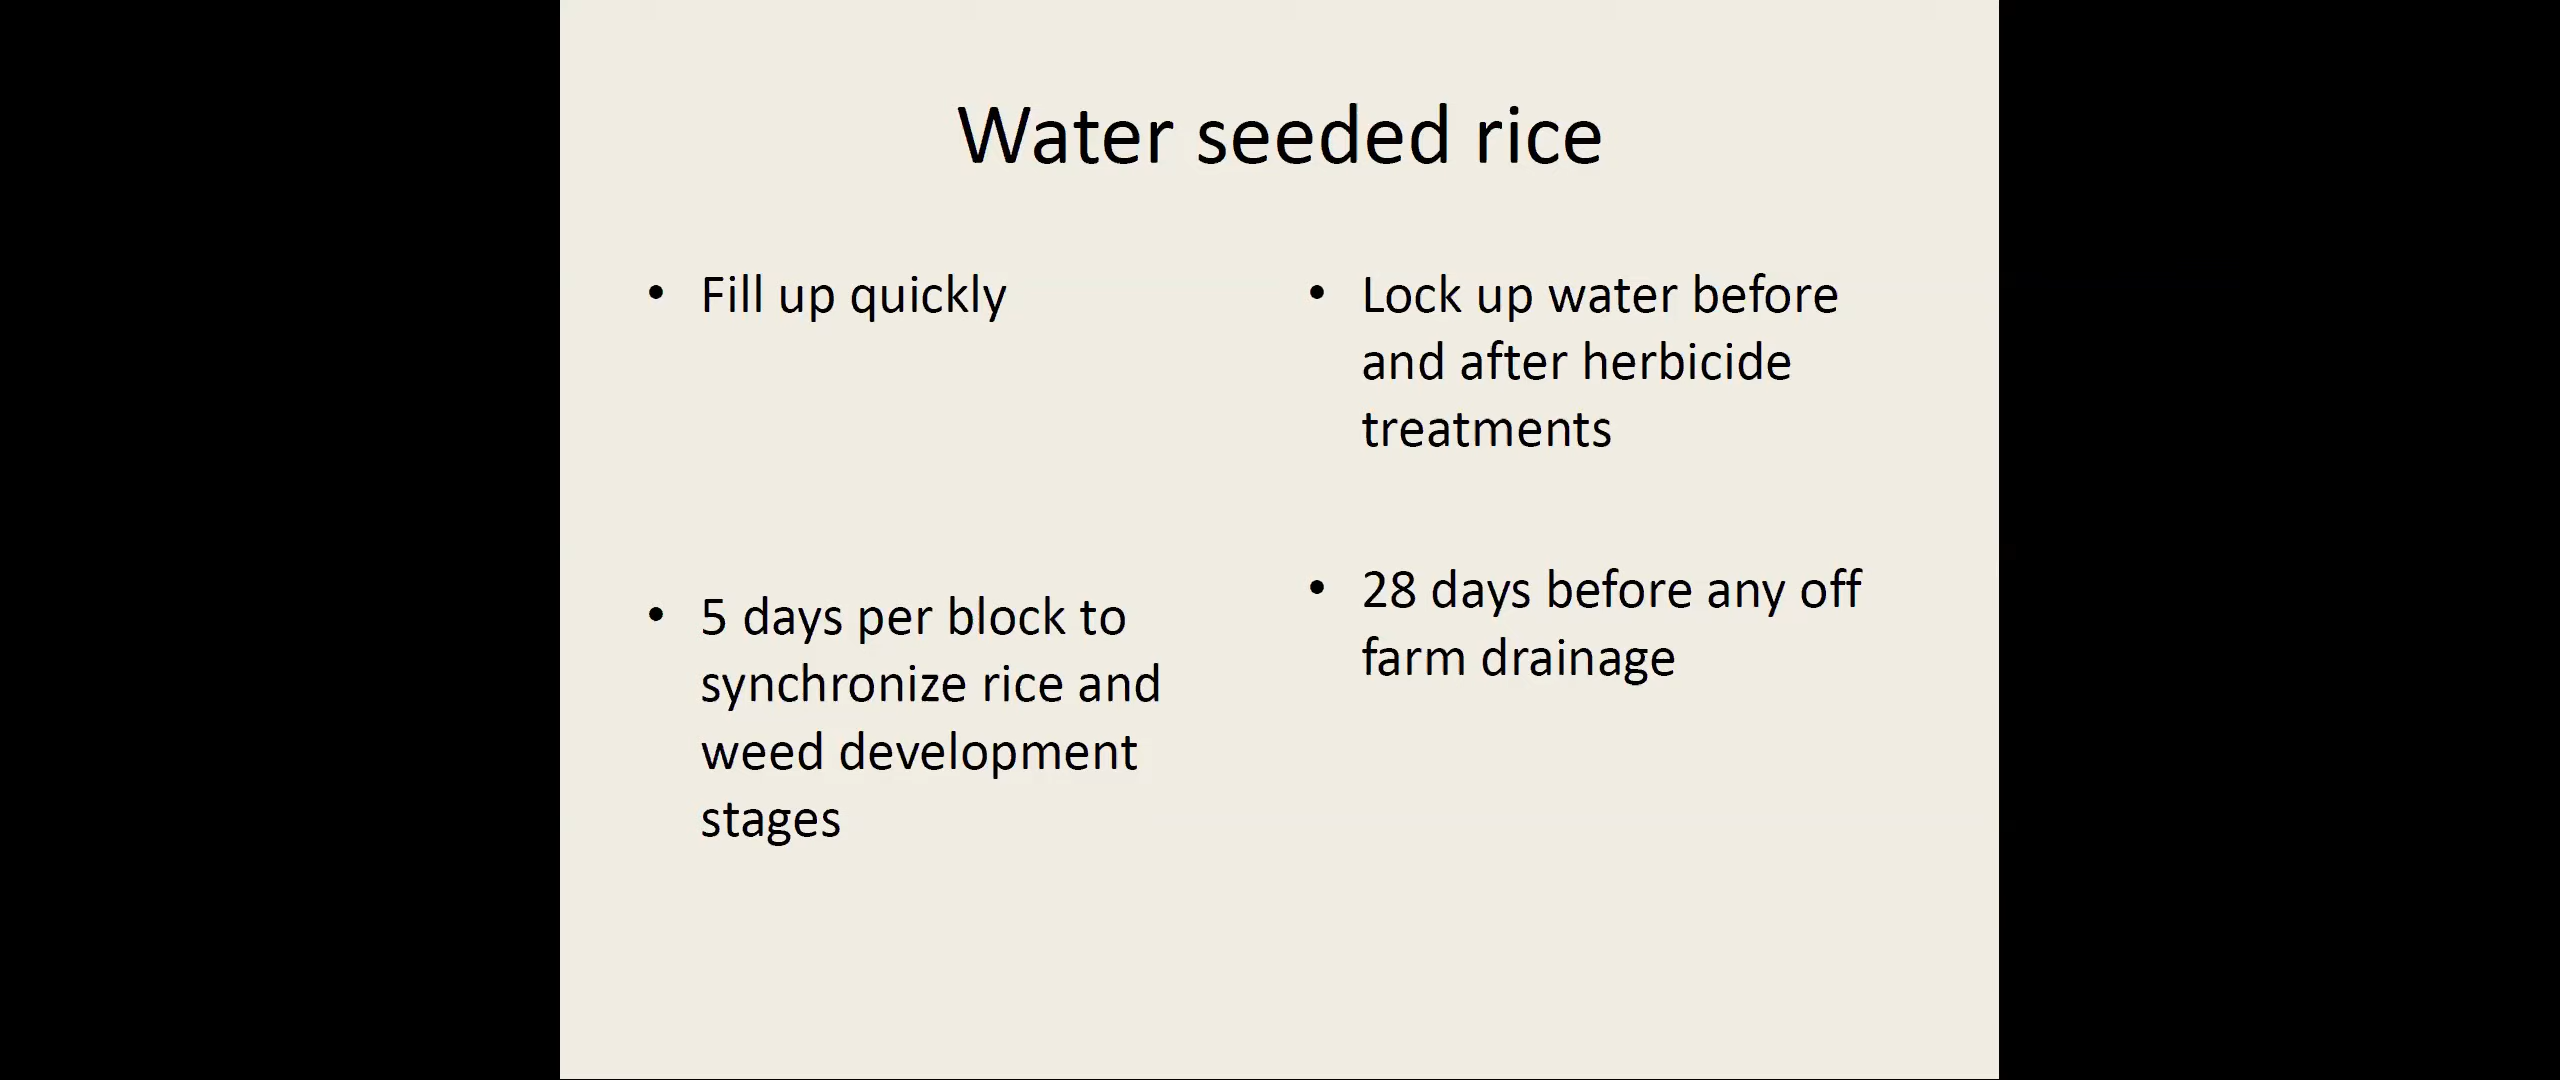 Water seeded rice
• Fill up quickly
• 5 days per block to
synchronize rice and
weed development
stages
• Lock up water before
and after herbicide
treatments
• 28 days before any off
farm drainage